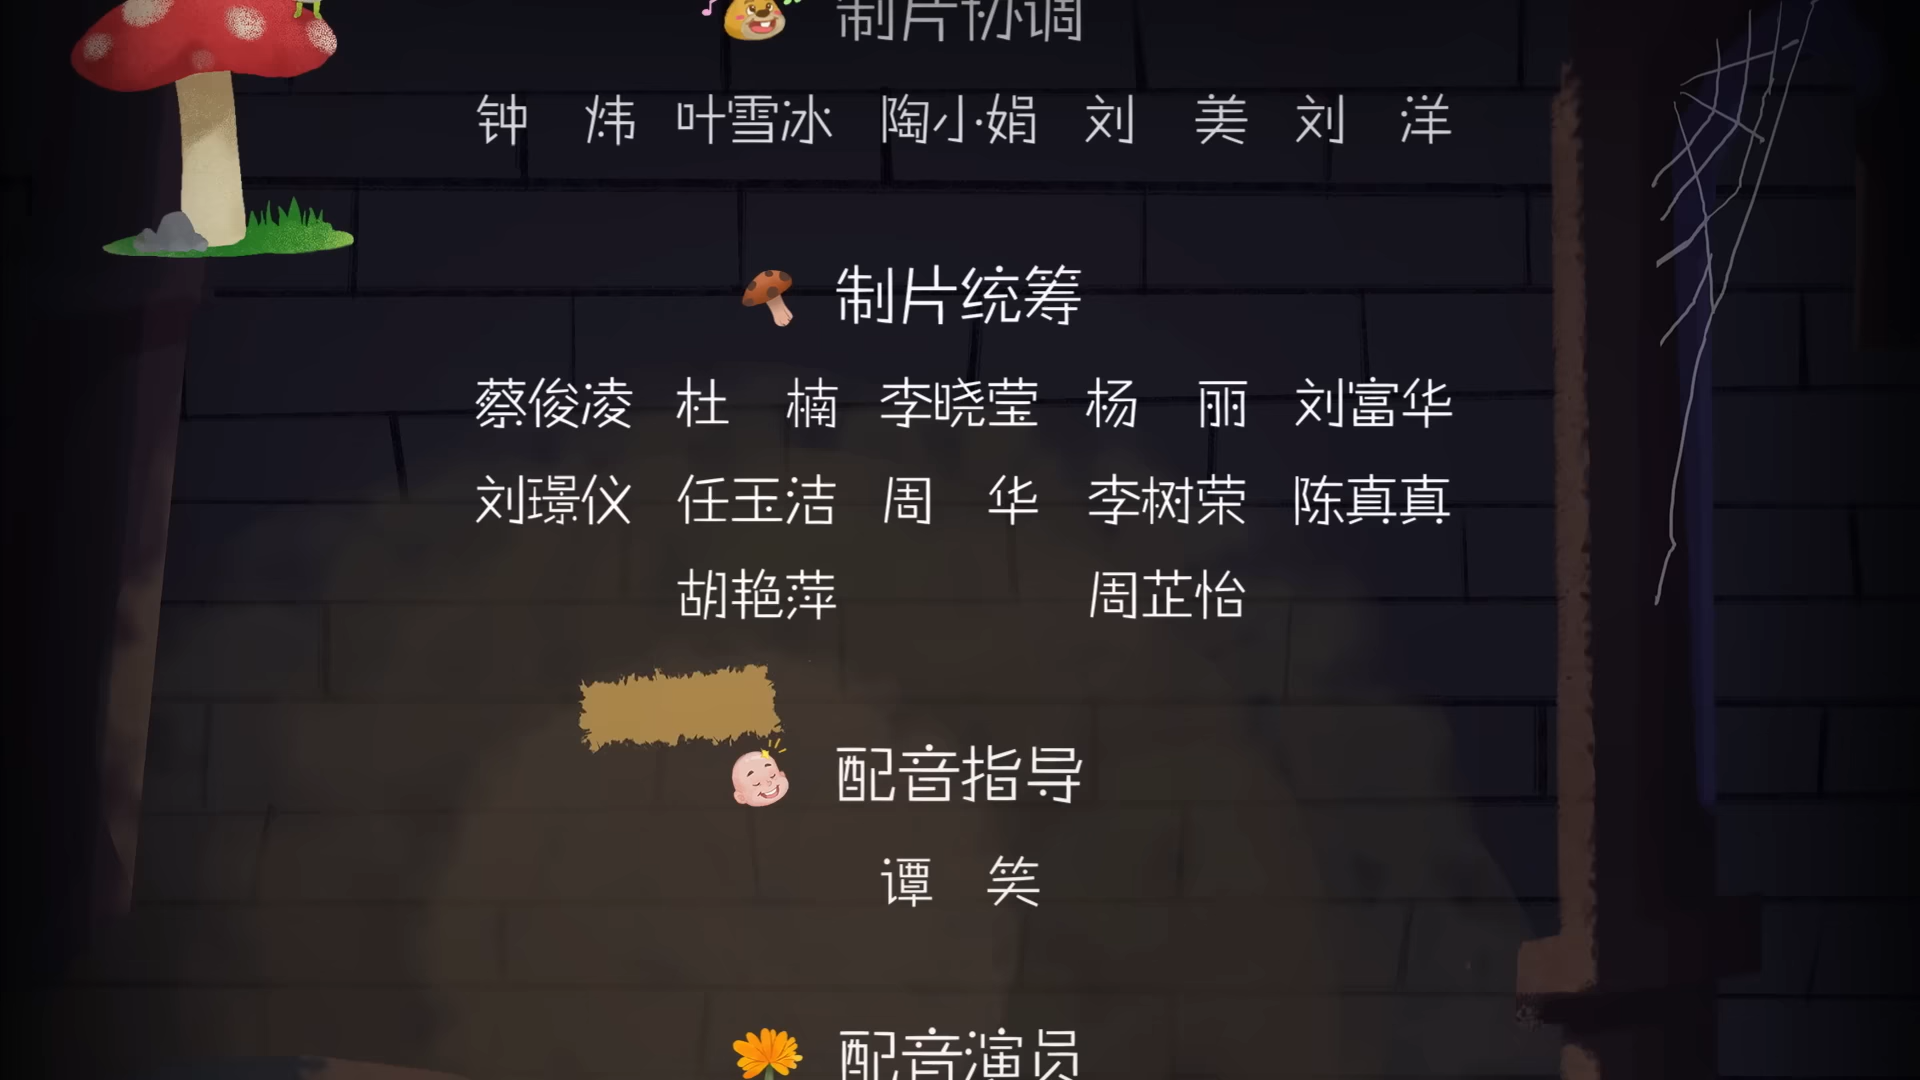 制片协调
钟 炜 叶雪冰 陶小娟 刘 美 刘 洋
制片统筹
蔡俊凌 杜 楠 李晓莹 杨 丽 刘富华
刘璟仪 任玉洁 周 华 李树荣 陈真真
胡艳萍 周芷怡
配音指导
谭 笑
配音演员